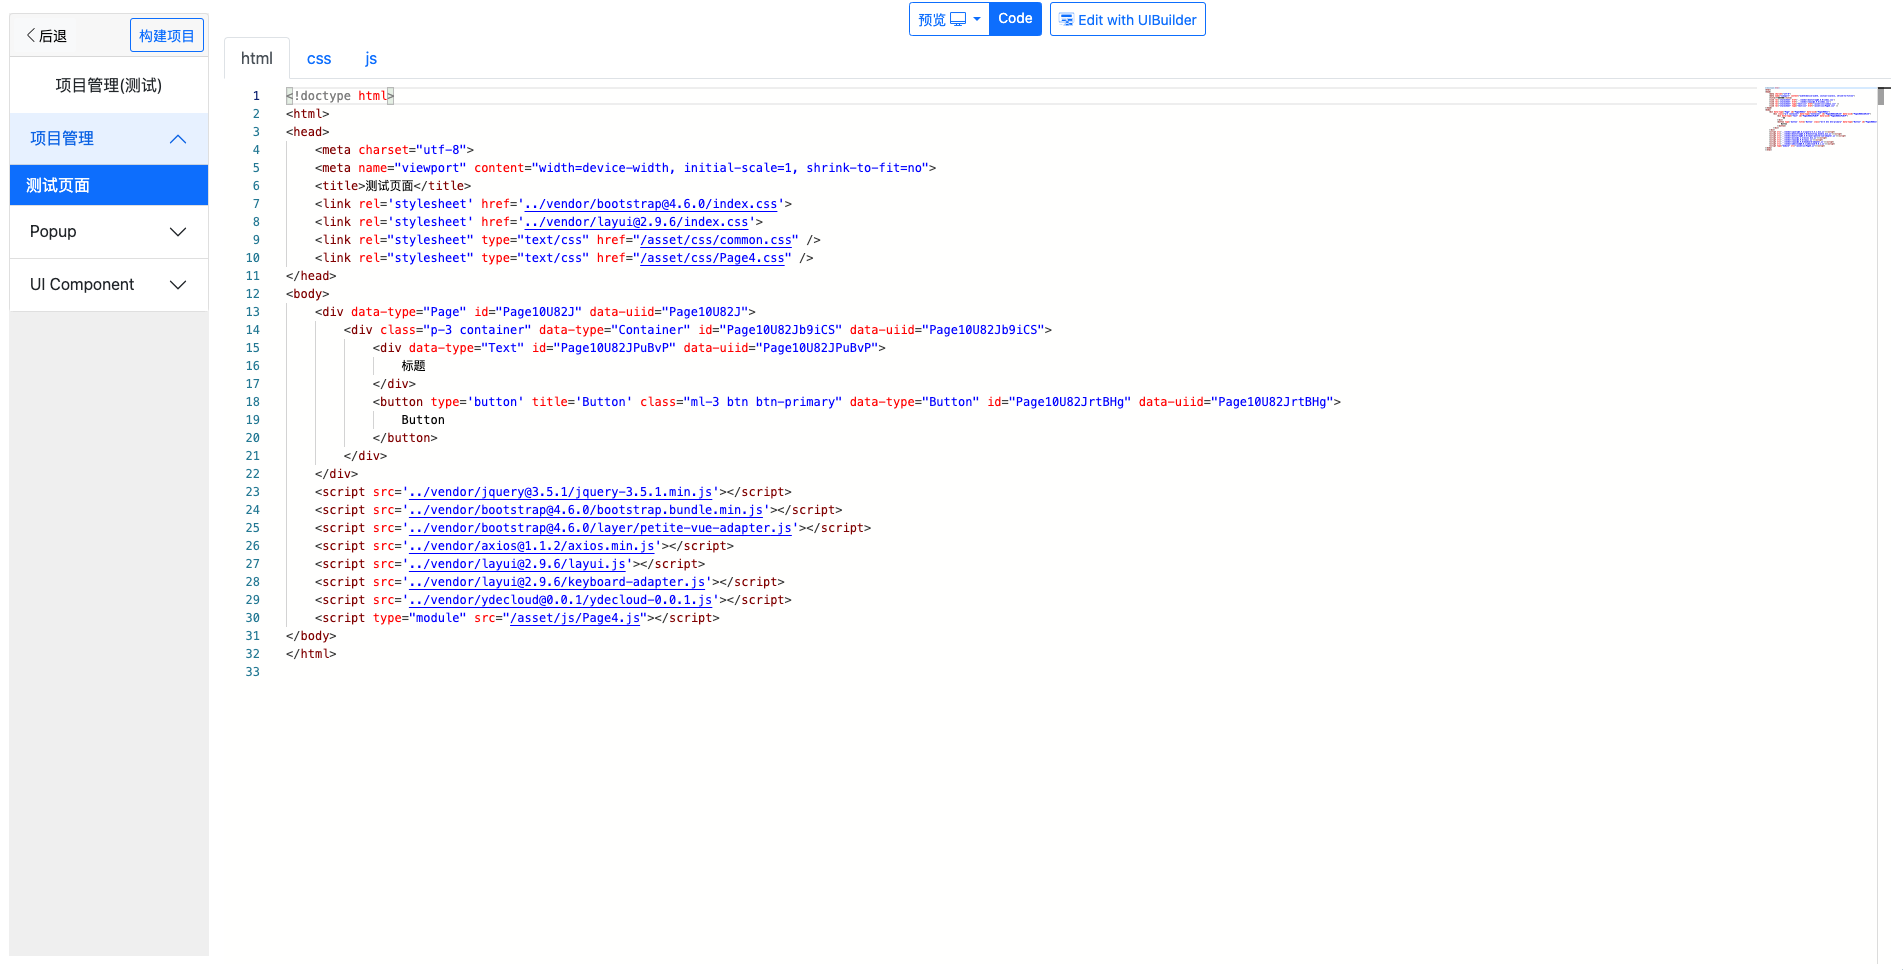 预览 Code Edit with UIBuilder
后退 构建项目
项目管理(测试)
项目管理
测试页面
Popup
UI Component
html css js
1 <!doctype html>
2 <html>
3 <head>
4     <meta charset="utf-8">
5     <meta name="viewport" content="width=device-width, initial-scale=1, shrink-to-fit=no">
6     <title>测试页面</title>
7     <link rel='stylesheet' href='../vendor/bootstrap@4.6.0/index.css'>
8     <link rel='stylesheet' href='../vendor/layui@2.9.6/index.css'>
9     <link rel="stylesheet" type="text/css" href="/asset/css/common.css" />
10     <link rel="stylesheet" type="text/css" href="/asset/css/Page4.css" />
11 </head>
12 <body>
13     <div data-type="Page" id="Page10U82J" data-uiid="Page10U82J">
14         <div class="p-3 container" data-type="Container" id="Page10U82Jb9iCS" data-uiid="Page10U82Jb9iCS">
15             <div data-type="Text" id="Page10U82JPuBvP" data-uiid="Page10U82JPuBvP">
16                 标题
17             </div>
18             <button type='button' title='Button' class="ml-3 btn btn-primary" data-type="Button" id="Page10U82JrtBHg" data-uiid="Page10U82JrtBHg">
19                 Button
20             </button>
21         </div>
22     </div>
23     <script src='../vendor/jquery@3.5.1/jquery-3.5.1.min.js'></script>
24     <script src='../vendor/bootstrap@4.6.0/bootstrap.bundle.min.js'></script>
25     <script src='../vendor/bootstrap@4.6.0/layer/petite-vue-adapter.js'></script>
26     <script src='../vendor/axios@1.1.2/axios.min.js'></script>
27     <script src='../vendor/layui@2.9.6/layui.js'></script>
28     <script src='../vendor/layui@2.9.6/keyboard-adapter.js'></script>
29     <script src='../vendor/ydecloud@0.0.1/ydecloud-0.0.1.js'></script>
30     <script type="module" src="/asset/js/Page4.js"></script>
31 </body>
32 </html>
33